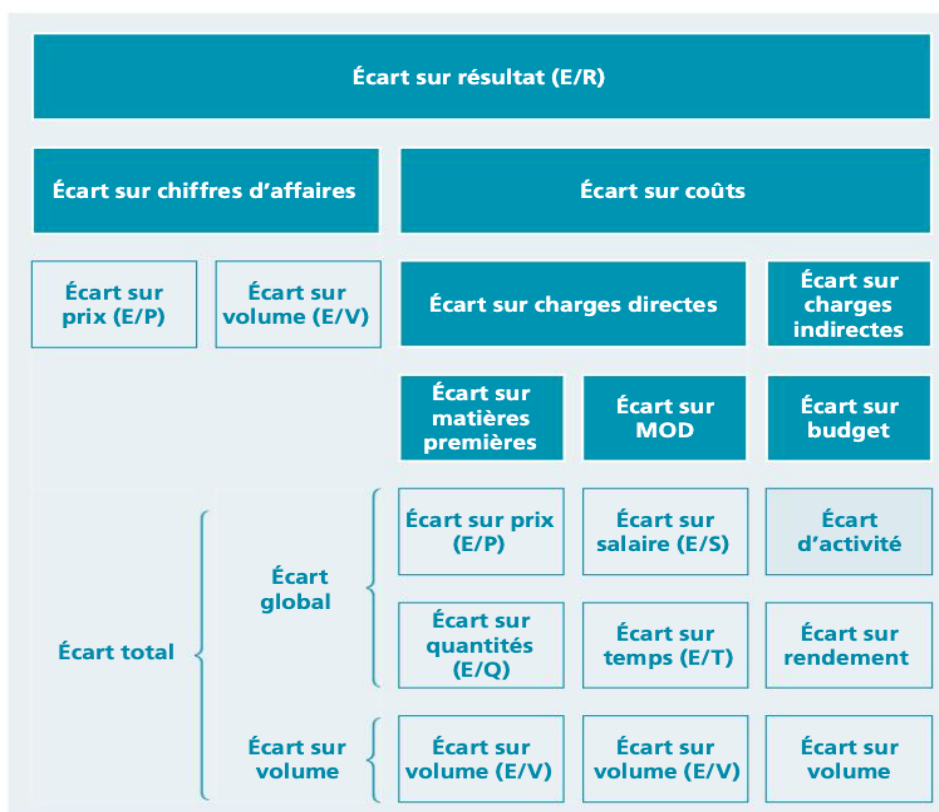 Écart sur résultat (E/R)
Écart sur chiffres d’affaires
Écart sur coûts
Écart sur
prix (E/P)
Écart sur
volume (E/V)
Écart sur charges directes
Écart sur
charges
indirectes
Écart sur
matières
premières
Écart sur
MOD
Écart sur
budget
Écart total
Écart
global
Écart sur prix
(E/P)
Écart sur
salaire (E/S)
Écart
d’activité
Écart sur
quantités
(E/Q)
Écart sur
temps (E/T)
Écart sur
rendement
Écart sur
volume
Écart sur
volume (E/V)
Écart sur
volume (E/V)
Écart sur
volume